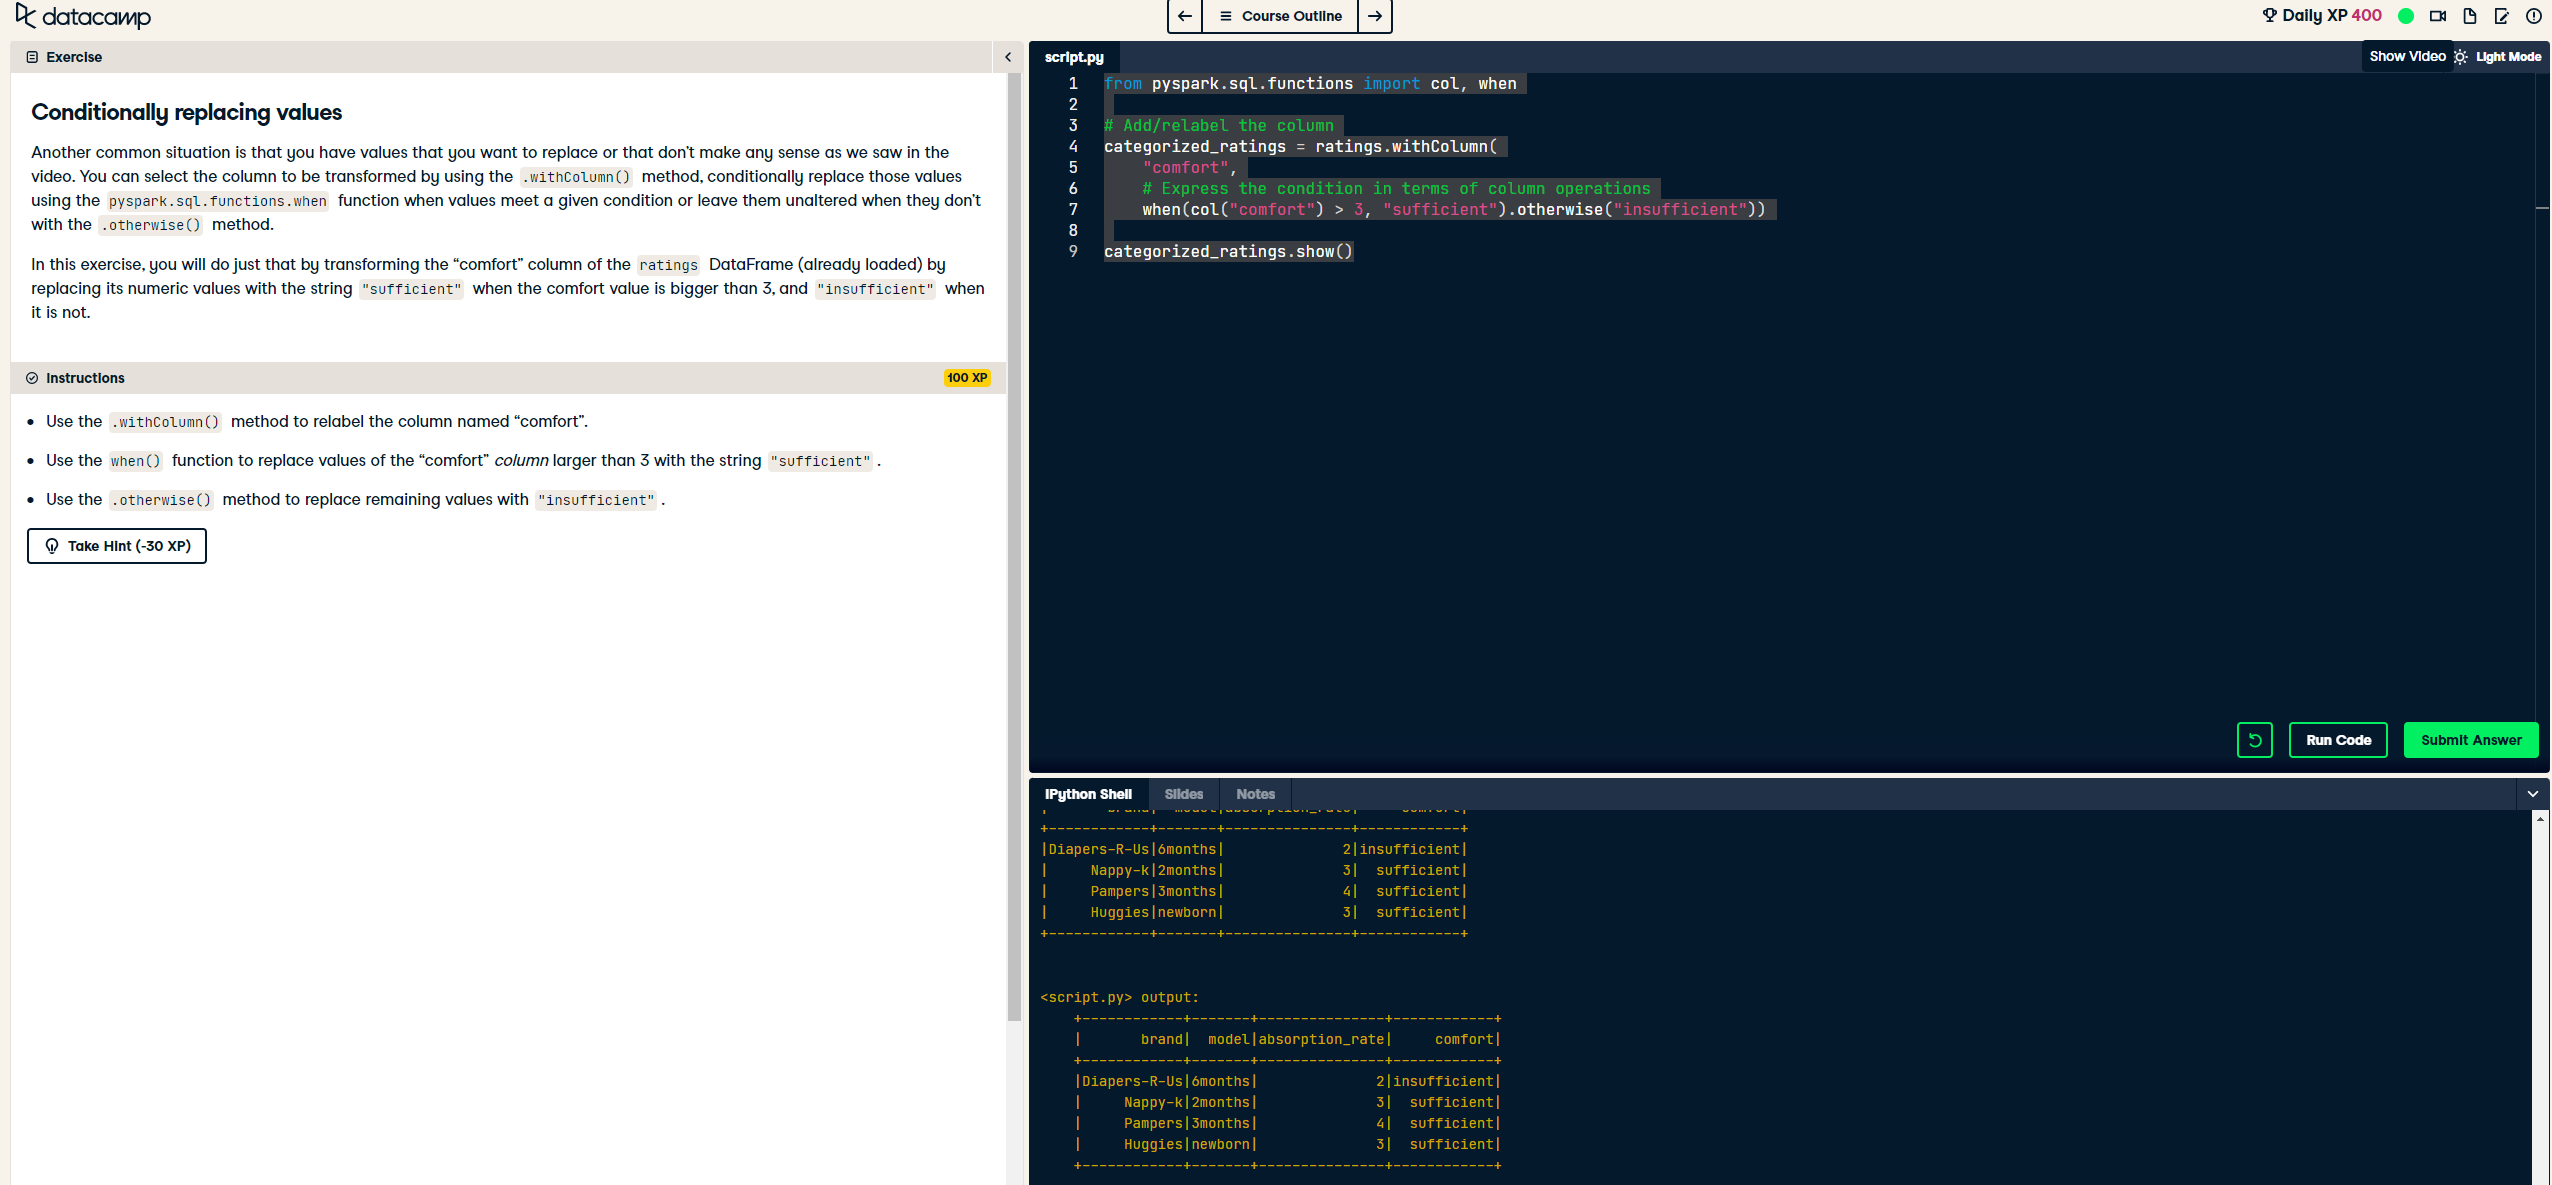 datacamp
Course Outline
Daily XP 400
Exercise
Conditionally replacing values
Another common situation is that you have values that you want to replace or that don't make any sense as we saw in the
video. You can select the column to be transformed by using the .withColumn() method, conditionally replace those values
using the pyspark.sql.functions.when function when values meet a given condition or leave them unaltered when they don't
with the .otherwise() method.
In this exercise, you will do just that by transforming the “comfort” column of the ratings DataFrame (already loaded) by
replacing its numeric values with the string "sufficient" when the comfort value is bigger than 3, and "insufficient" when
it is not.
Instructions
100 XP
• Use the .withColumn() method to relabel the column named “comfort”.
• Use the when() function to replace values of the “comfort” column larger than 3 with the string "sufficient" .
• Use the .otherwise() method to replace remaining values with "insufficient" .
Take Hint (-30 XP)
script.py
Show Video
Light Mode
1 from pyspark.sql.functions import col, when
2
3 # Add/relabel the column
4 categorized_ratings = ratings.withColumn(
5     "comfort",
6     # Express the condition in terms of column operations
7     when(col("comfort") > 3, "sufficient").otherwise("insufficient"))
8
9 categorized_ratings.show()
Run Code
Submit Answer
IPython Shell
Slides
Notes
|       brand|  model|absorption_rate|     comfort|
+------------+-------+---------------+------------+
|Diapers-R-Us|6months|              2|insufficient|
|     Nappy-k|2months|              3|  sufficient|
|     Pampers|3months|              4|  sufficient|
|     Huggies|newborn|              3|  sufficient|
+------------+-------+---------------+------------+
<script.py> output:
+------------+-------+---------------+------------+
|       brand|  model|absorption_rate|     comfort|
+------------+-------+---------------+------------+
|Diapers-R-Us|6months|              2|insufficient|
|     Nappy-k|2months|              3|  sufficient|
|     Pampers|3months|              4|  sufficient|
|     Huggies|newborn|              3|  sufficient|
+------------+-------+---------------+------------+